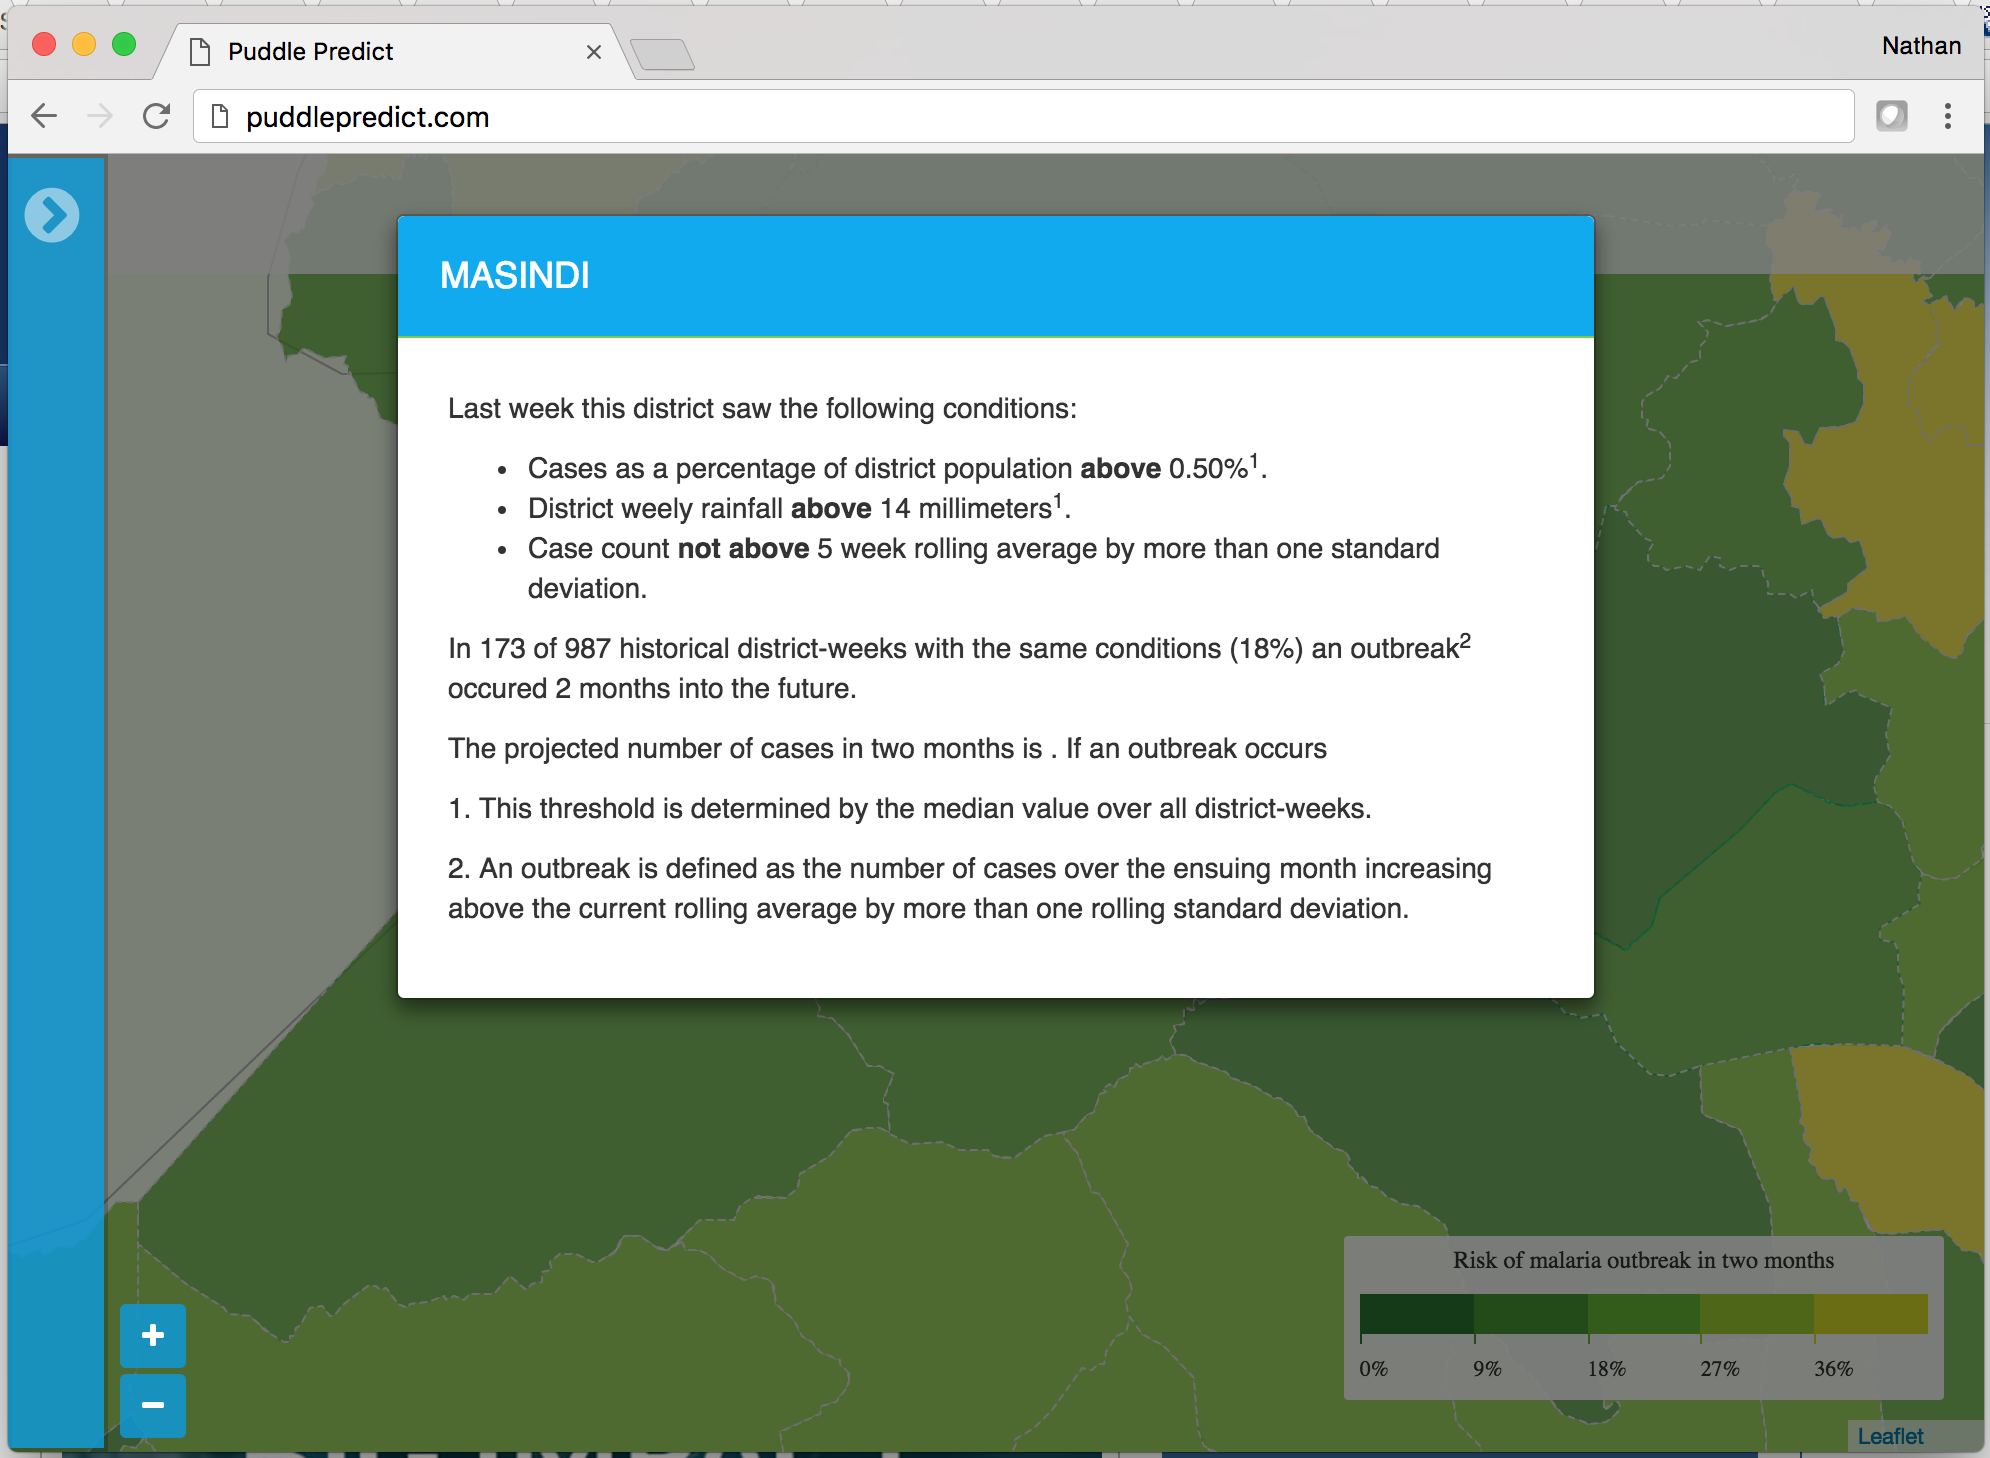 Puddle Predict
Nathan
puddlepredict.com
MASINDI
Last week this district saw the following conditions:
• Cases as a percentage of district population above 0.50%¹.
• District weely rainfall above 14 millimeters¹.
• Case count not above 5 week rolling average by more than one standard
deviation.
In 173 of 987 historical district-weeks with the same conditions (18%) an outbreak²
occured 2 months into the future.
The projected number of cases in two months is . If an outbreak occurs
1. This threshold is determined by the median value over all district-weeks.
2. An outbreak is defined as the number of cases over the ensuing month increasing
above the current rolling average by more than one rolling standard deviation.
Risk of malaria outbreak in two months
0% 9% 18% 27% 36%
+
−
Leaflet